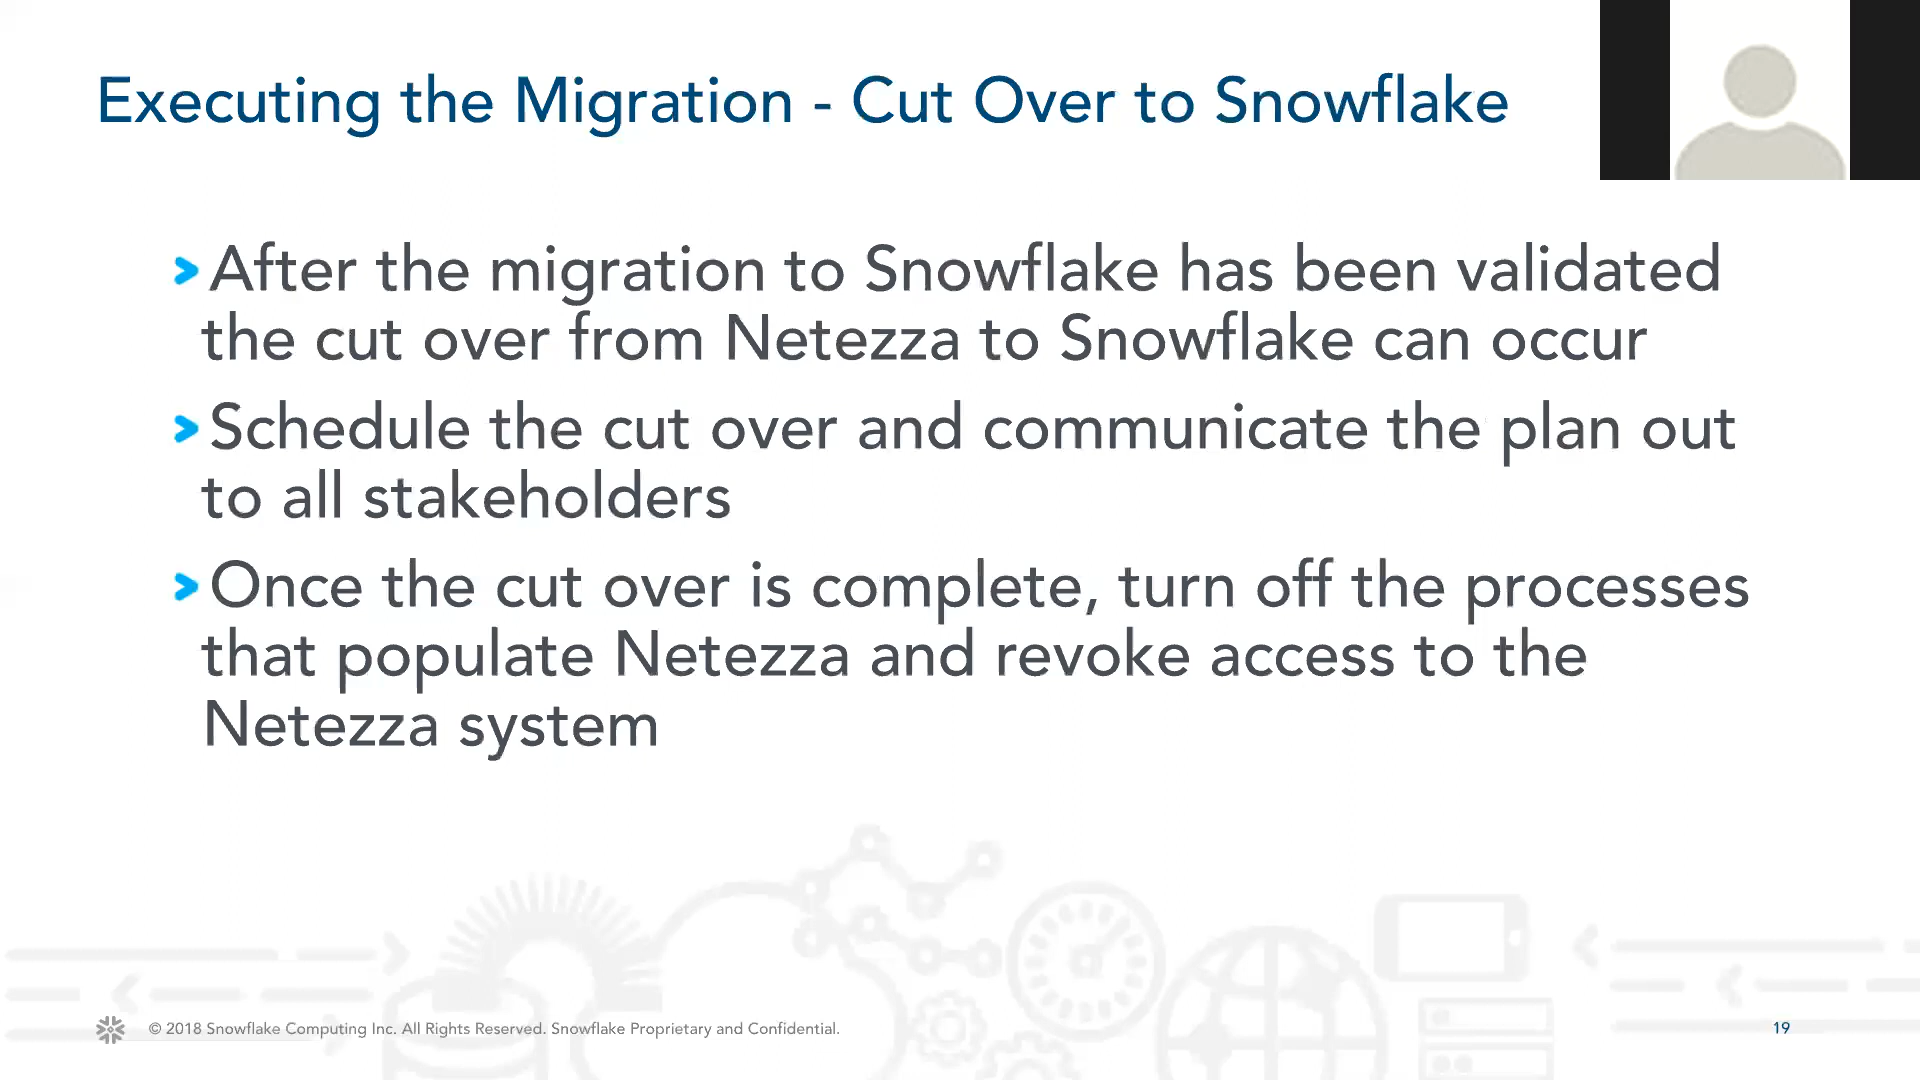 Executing the Migration - Cut Over to Snowflake
After the migration to Snowflake has been validated
the cut over from Netezza to Snowflake can occur
Schedule the cut over and communicate the plan out
to all stakeholders
Once the cut over is complete, turn off the processes
that populate Netezza and revoke access to the
Netezza system
© 2018 Snowflake Computing Inc. All Rights Reserved. Snowflake Proprietary and Confidential.
19